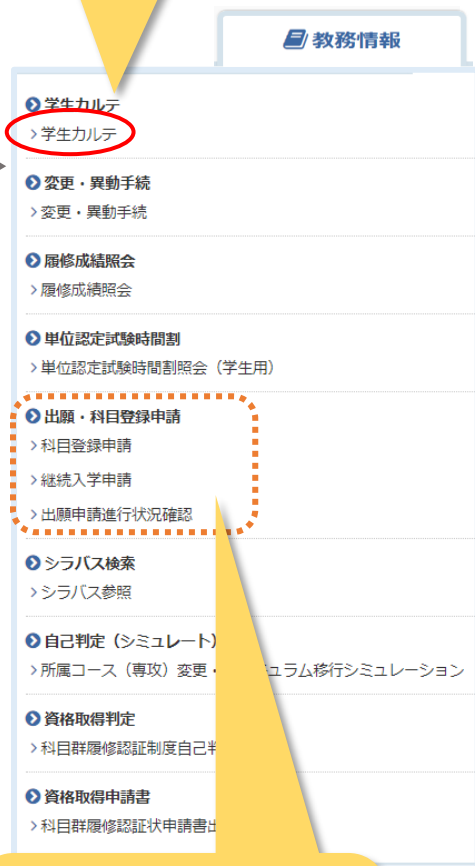 教務情報
学生カルテ
学生カルテ
変更・異動手続
変更・異動手続
履修成績照会
履修成績照会
単位認定試験時間割
単位認定試験時間割照会（学生用）
出願・科目登録申請
科目登録申請
継続入学申請
出願申請進行状況確認
シラバス検索
シラバス参照
自己判定（シミュレート）
所属コース（専攻）変更・ ュラム移行シミュレーション
資格取得判定
科目群履修認証制度自己
資格取得申請書
科目群履修認証状申請書